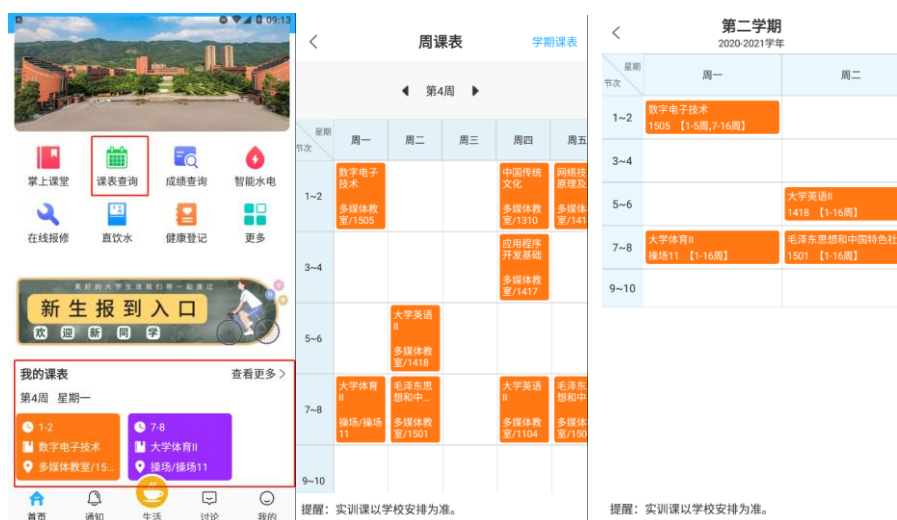 09:13
掌上课堂
课表查询
成绩查询
智能水电
在线报修
直饮水
健康登记
更多
美好的大学生活我们将一起度过
新生报到入口
欢迎新同学
我的课表
查看更多 >
第4周 星期一
1-2
数字电子技术
多媒体教室/15...
7-8
大学体育II
操场/操场11
首页
通知
生活
讨论
我的
周课表
学期课表
第4周
星期
节次
周一
周二
周三
周四
周五
1~2
数字电子
技术
多媒体教
室/1505
中国传统
文化
多媒体教
室/1310
网络技
原理及
多媒体
室/141
3~4
应用程序
开发基础
多媒体教
室/1417
5~6
大学英语
II
多媒体教
室/1418
7~8
大学体育
II
操场/操场
11
毛泽东思
想和中...
多媒体教
室/1501
大学英语
II
多媒体教
室/1104
毛泽东
想和中
多媒体
室/150
9~10
提醒：实训课以学校安排为准。
第二学期
2020-2021学年
星期
节次
周一
周二
1~2
数字电子技术
1505 【1-5周,7-16周】
3~4
5~6
大学英语II
1418 【1-16周】
7~8
大学体育II
操场11 【1-16周】
毛泽东思想和中国特色社
1501 【1-16周】
9~10
提醒：实训课以学校安排为准。